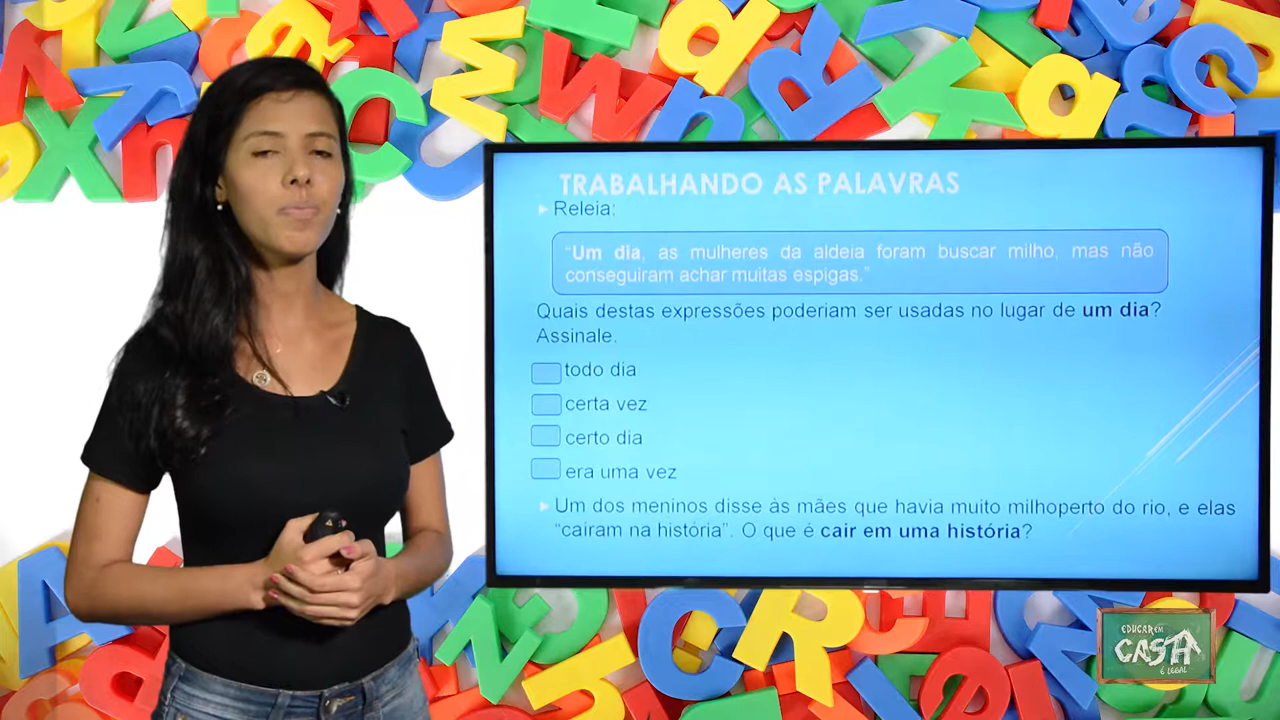 TRABALHANDO AS PALAVRAS
Releia:
“Um dia, as mulheres da aldeia foram buscar milho, mas não
conseguiram achar muitas espigas.”
Quais destas expressões poderiam ser usadas no lugar de um dia?
Assinale.
todo dia
certa vez
certo dia
era uma vez
Um dos meninos disse às mães que havia muito milhoperto do rio, e elas
“caíram na história”. O que é cair em uma história?
EDUCAR EM
CASA
É LEGAL